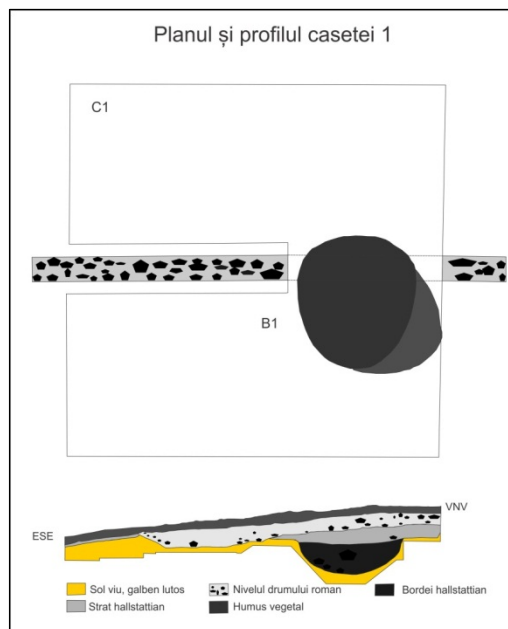 Planul și profilul casetei 1
C1
B1
VNV
ESE
Sol viu, galben lutos
Nivelul drumului roman
Bordei hallstattian
Strat hallstattian
Humus vegetal